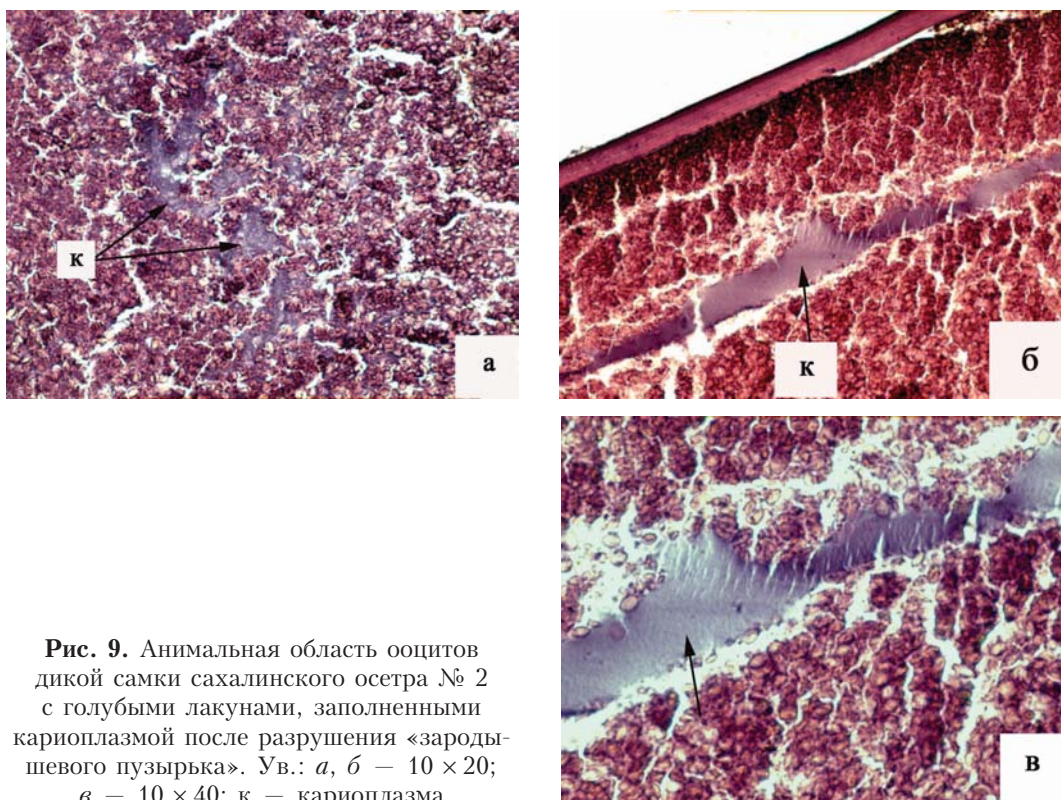 к
а
к
б
в
Рис. 9. Анимальная область ооцитов
дикой самки сахалинского осетра № 2
с голубыми лакунами, заполненными
кариоплазмой после разрушения «зароды-
шевого пузырька». Ув.: а, б — 10 × 20;
в — 10 × 40; к — кариоплазма